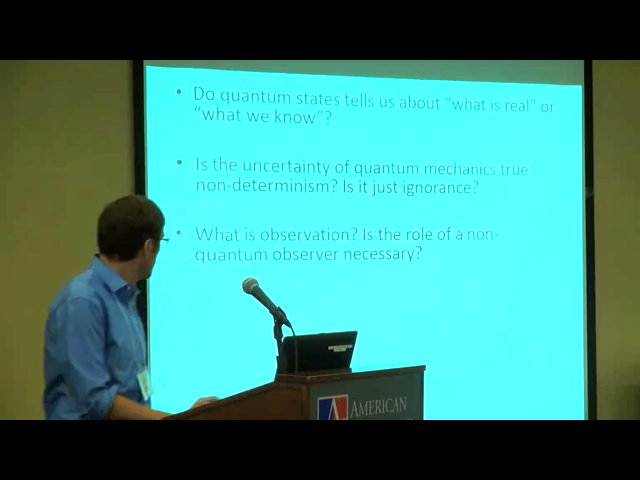 • Do quantum states tells us about “what is real” or
“what we know”?
• Is the uncertainty of quantum mechanics true
non-determinism? Is it just ignorance?
• What is observation? Is the role of a non-
quantum observer necessary?
AMERICAN